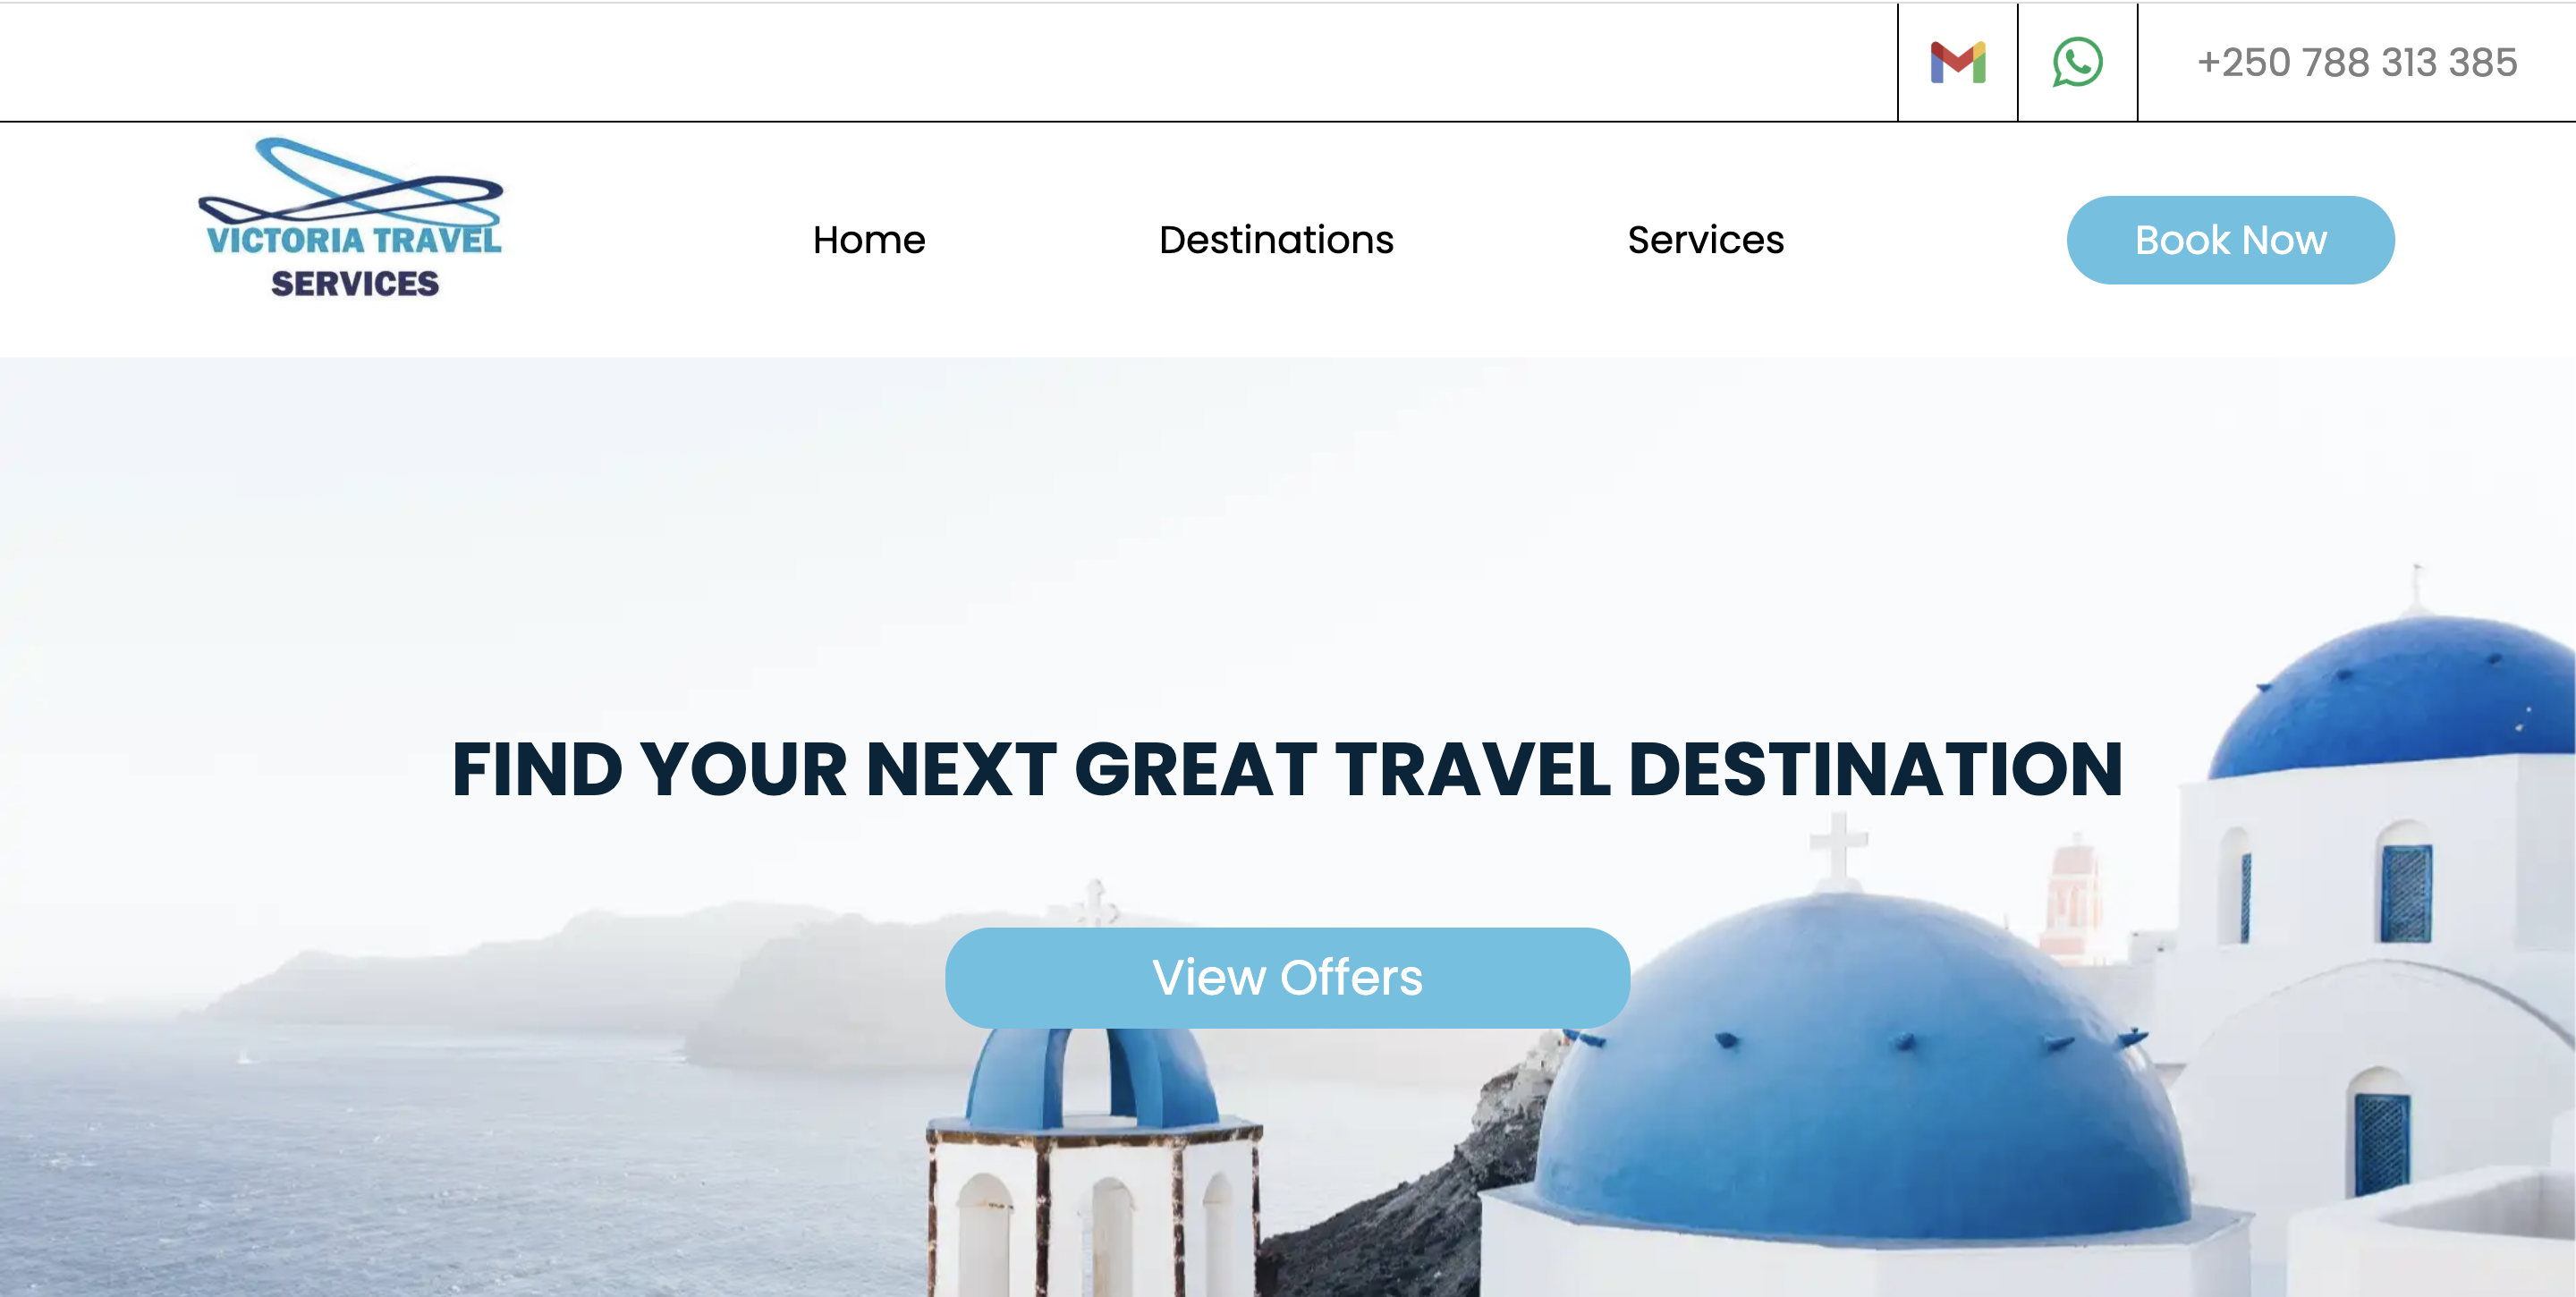 +250 788 313 385
VICTORIA TRAVEL
SERVICES
Home
Destinations
Services
Book Now
FIND YOUR NEXT GREAT TRAVEL DESTINATION
View Offers